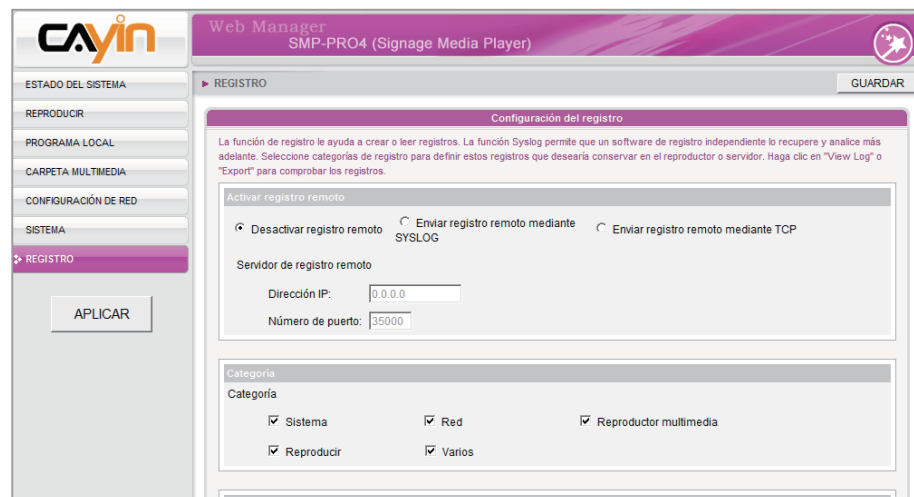 CAYIN
Web Manager
SMP-PRO4 (Signage Media Player)
ESTADO DEL SISTEMA
REPRODUCIR
PROGRAMA LOCAL
CARPETA MULTIMEDIA
CONFIGURACIÓN DE RED
SISTEMA
REGISTRO
APLICAR
REGISTRO
GUARDAR
Configuración del registro
La función de registro le ayuda a crear o leer registros. La función Syslog permite que un software de registro independiente lo recupere y analice más
adelante. Seleccione categorías de registro para definir estos registros que desearía conservar en el reproductor o servidor. Haga clic en "View Log" o
"Export" para comprobar los registros.
Activar registro remoto
Desactivar registro remoto
Enviar registro remoto mediante
SYSLOG
Enviar registro remoto mediante TCP
Servidor de registro remoto
Dirección IP: 0.0.0.0
Número de puerto: 35000
Categoría
Categoría
Sistema Red Reproductor multimedia
Reproducir Varios